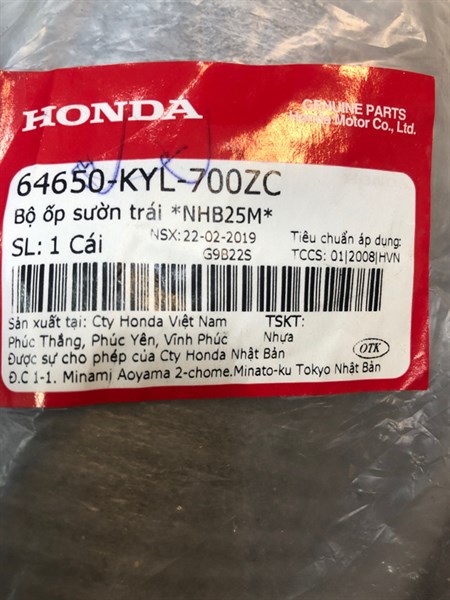 HONDA
GENUINE PARTS
Honda Motor Co., Ltd.
64650-KYL-700ZC
Bộ ốp sườn trái *NHB25M*
SL: 1 Cái
NSX:22-02-2019
G9B22S
Tiêu chuẩn áp dụng:
TCCS: 01|2008|HVN
Sản xuất tại: Cty Honda Việt Nam
Phúc Thắng, Phúc Yên, Vĩnh Phúc
Được sự cho phép của Cty Honda Nhật Bản
Đ.C 1-1. Minami Aoyama 2-chome.Minato-ku Tokyo Nhật Bản
TSKT:
Nhựa
OTK